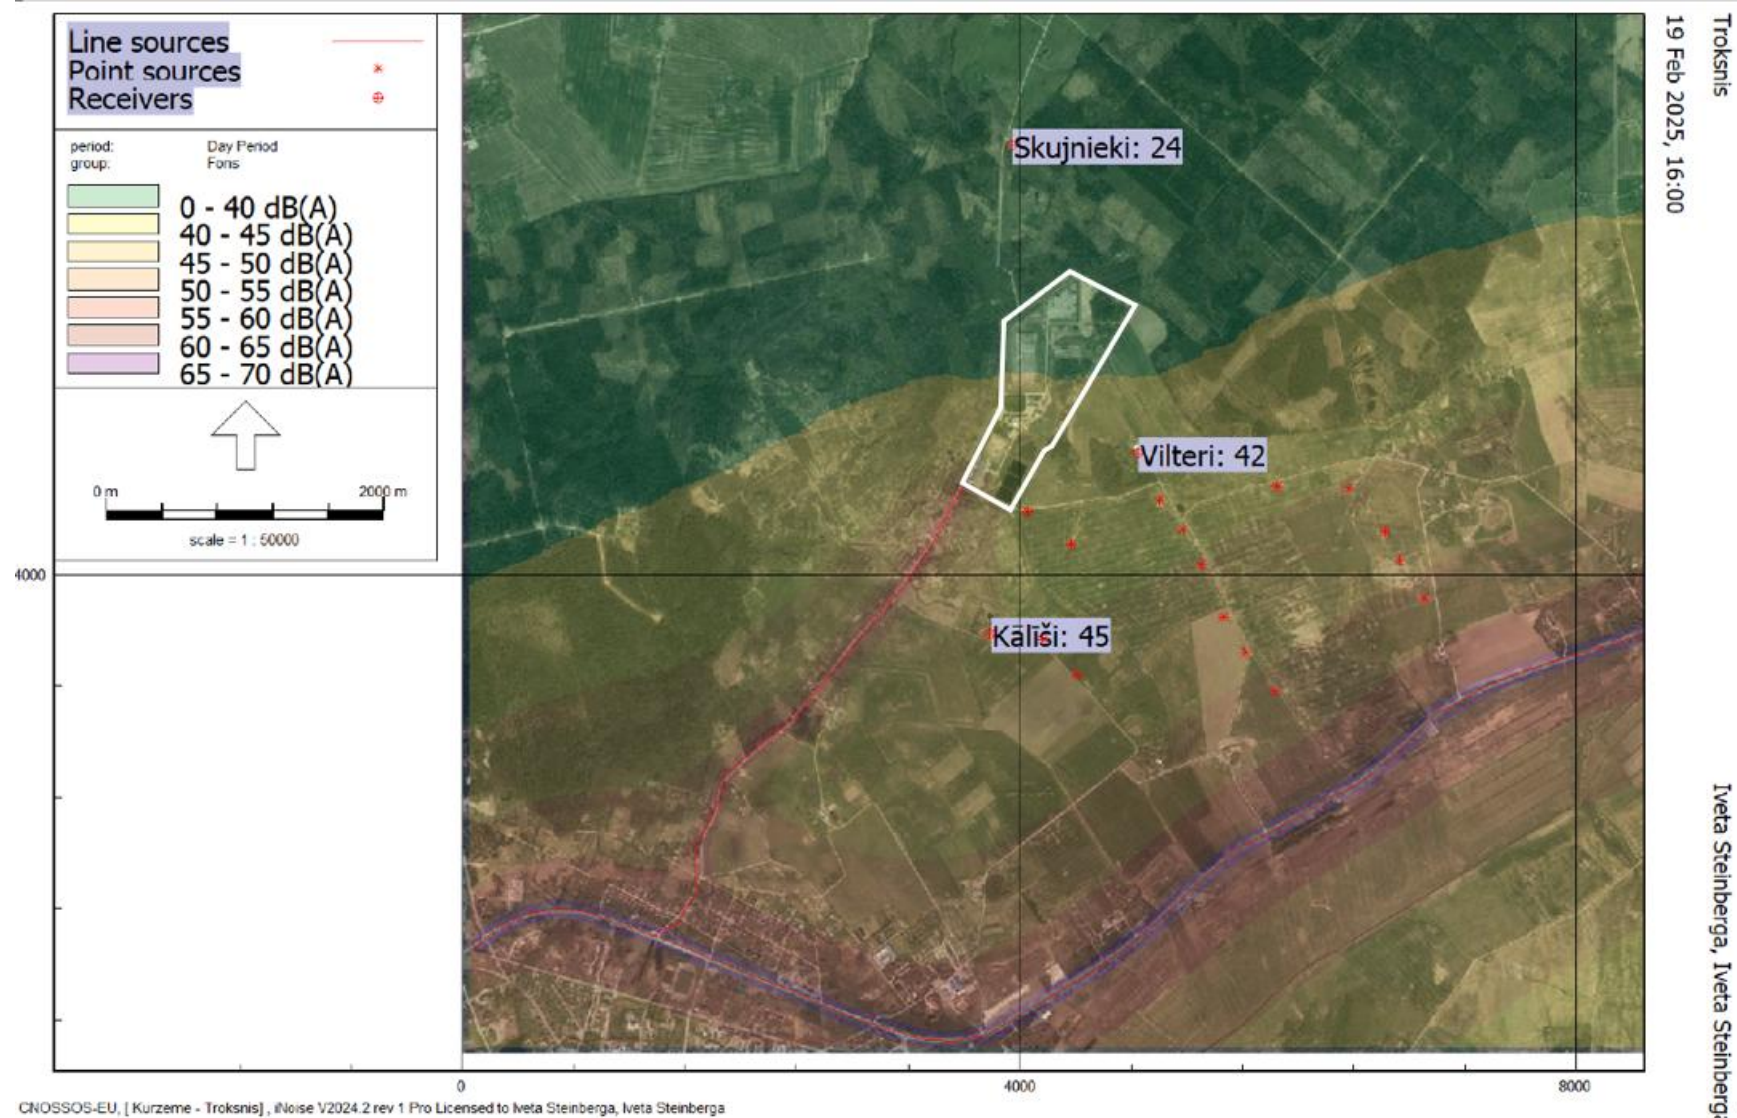 Line sources
Point sources
Receivers
period: Day Period
group: Fons
0 - 40 dB(A)
40 - 45 dB(A)
45 - 50 dB(A)
50 - 55 dB(A)
55 - 60 dB(A)
60 - 65 dB(A)
65 - 70 dB(A)
0 m 2000 m
scale = 1 : 50000
Skujnieki: 24
Vilteri: 42
Kālīši: 45
4000
0 4000 8000
Troksnis
19 Feb 2025, 16:00
Iveta Steinberga, Iveta Steinberga
CNOSSOS-EU, [ Kurzeme - Troksnis] , iNoise V2024.2 rev 1 Pro Licensed to Iveta Steinberga, Iveta Steinberga